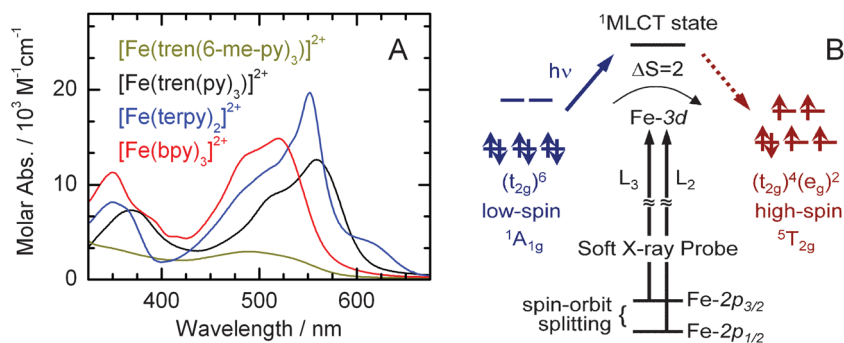 A
[Fe(tren(6-me-py)₃)]²⁺
[Fe(tren(py)₃)]²⁺
[Fe(terpy)₂]²⁺
[Fe(bpy)₃]²⁺
Molar Abs. / 10³ M⁻¹cm⁻¹
20
10
0
400
500
600
Wavelength / nm
B
¹MLCT state
hν
ΔS=2
Fe-3d
(t₂g)⁶
low-spin
¹A₁g
(t₂g)⁴(eg)²
high-spin
⁵T₂g
L₃
L₂
Soft X-ray Probe
spin-orbit
splitting
Fe-2p₃/₂
Fe-2p₁/₂